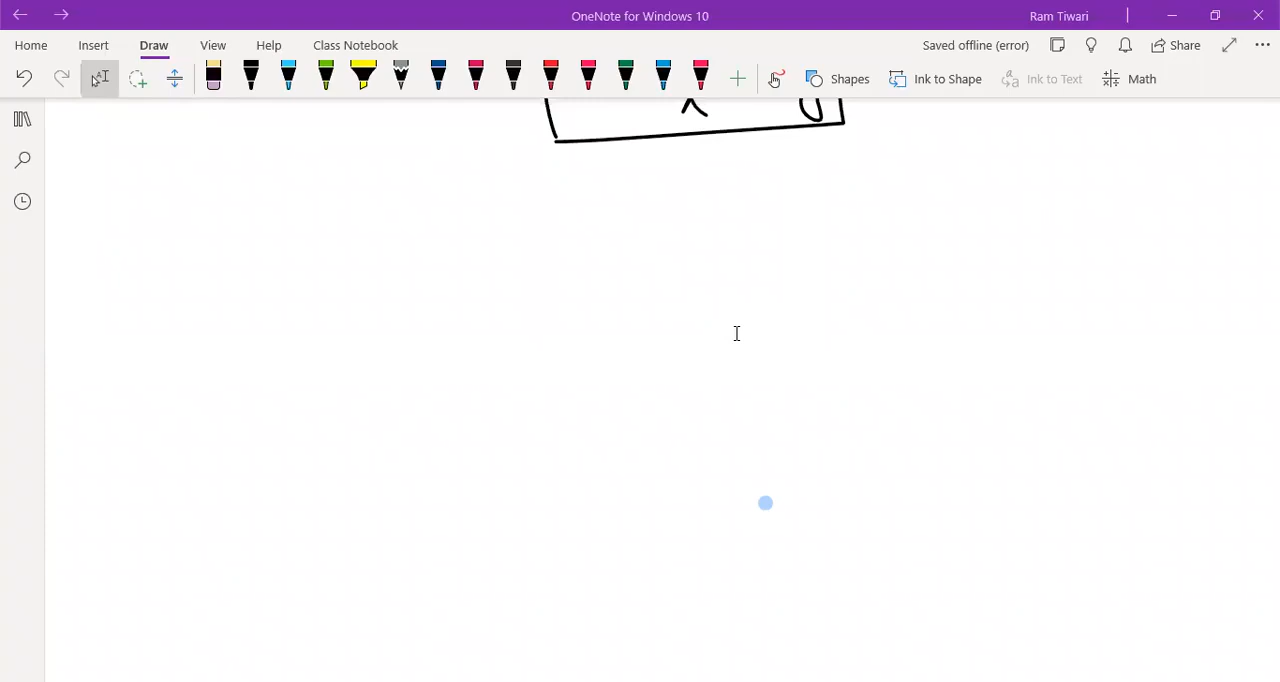 OneNote for Windows 10
Ram Tiwari
Home Insert Draw View Help Class Notebook
Saved offline (error)
Share
Shapes
Ink to Shape
Ink to Text
Math